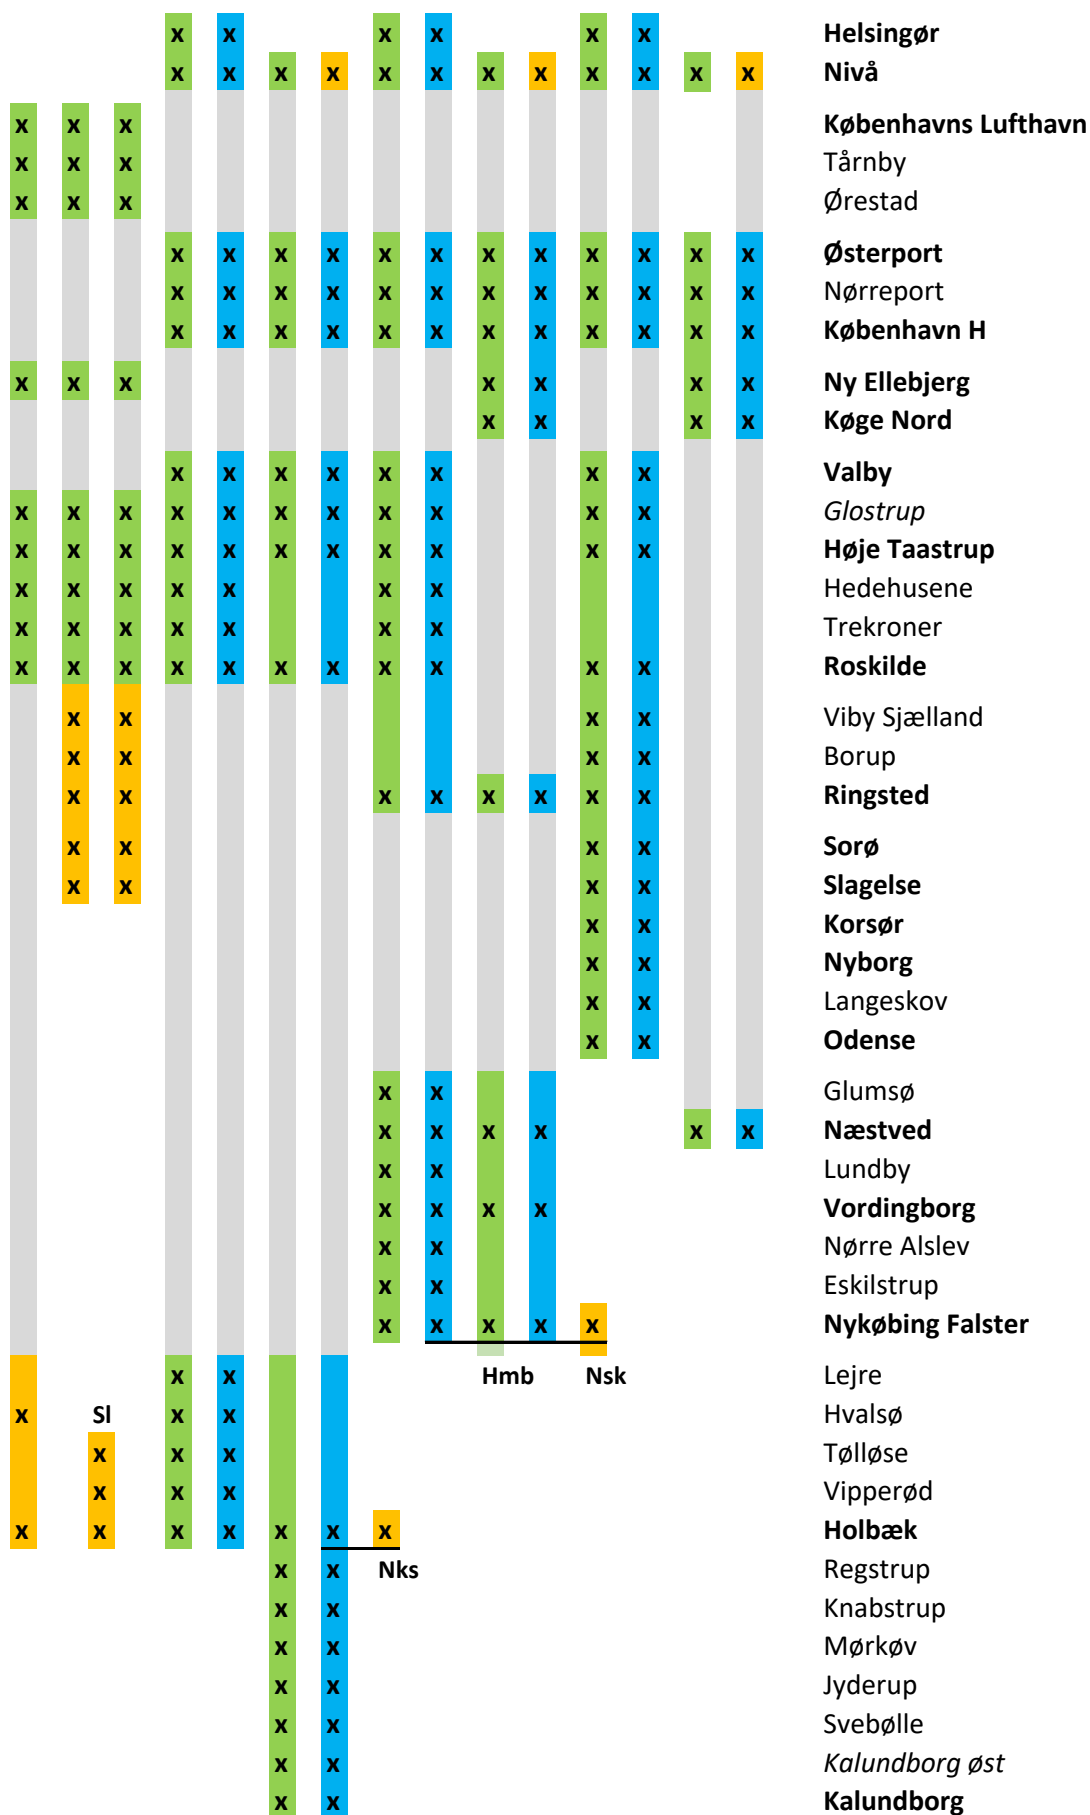 x x x x x x Helsingør
x x x x x x x x x x x x Nivå
x x x Københavns Lufthavn
x x x Tårnby
x x x Ørestad
x x x x x x x x x x x x Østerport
x x x x x x x x x x x x Nørreport
x x x x x x x x x x x x København H
x x x x x x x Ny Ellebjerg
x x x x Køge Nord
x x x x x x x x Valby
x x x x x x x x x x x Glostrup
x x x x x x x x x x x Høje Taastrup
x x x x x x x Hedehusene
x x x x x x x Trekroner
x x x x x x x x x x x Roskilde
x x x x Viby Sjælland
x x x x Borup
x x x x x x x x Ringsted
x x x x Sorø
x x x x Slagelse
x x Korsør
x x Nyborg
x x Langeskov
x x Odense
x x Glumsø
x x x x x x Næstved
x x Lundby
x x x x Vordingborg
x x Nørre Alslev
x x Eskilstrup
x x x x x Nykøbing Falster
x x Hmb Nsk Lejre
x Sl x x Hvalsø
x x x Tølløse
x x x Vipperød
x x x x x x x Holbæk
x x Nks Regstrup
x x Knabstrup
x x Mørkøv
x x Jyderup
x x Svebølle
x x Kalundborg øst
x x Kalundborg